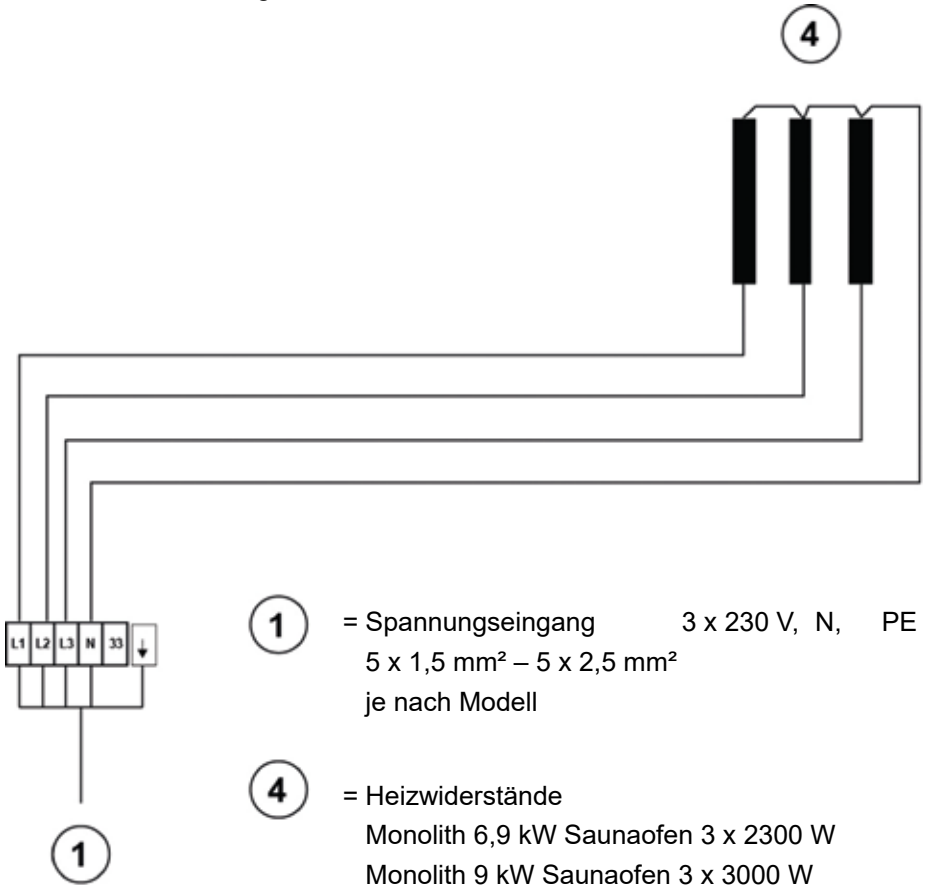 4
L1 L2 L3 N 33
1 = Spannungseingang 3 x 230 V, N, PE
5 x 1,5 mm² – 5 x 2,5 mm²
je nach Modell
4 = Heizwiderstände
Monolith 6,9 kW Saunaofen 3 x 2300 W
1
Monolith 9 kW Saunaofen 3 x 3000 W